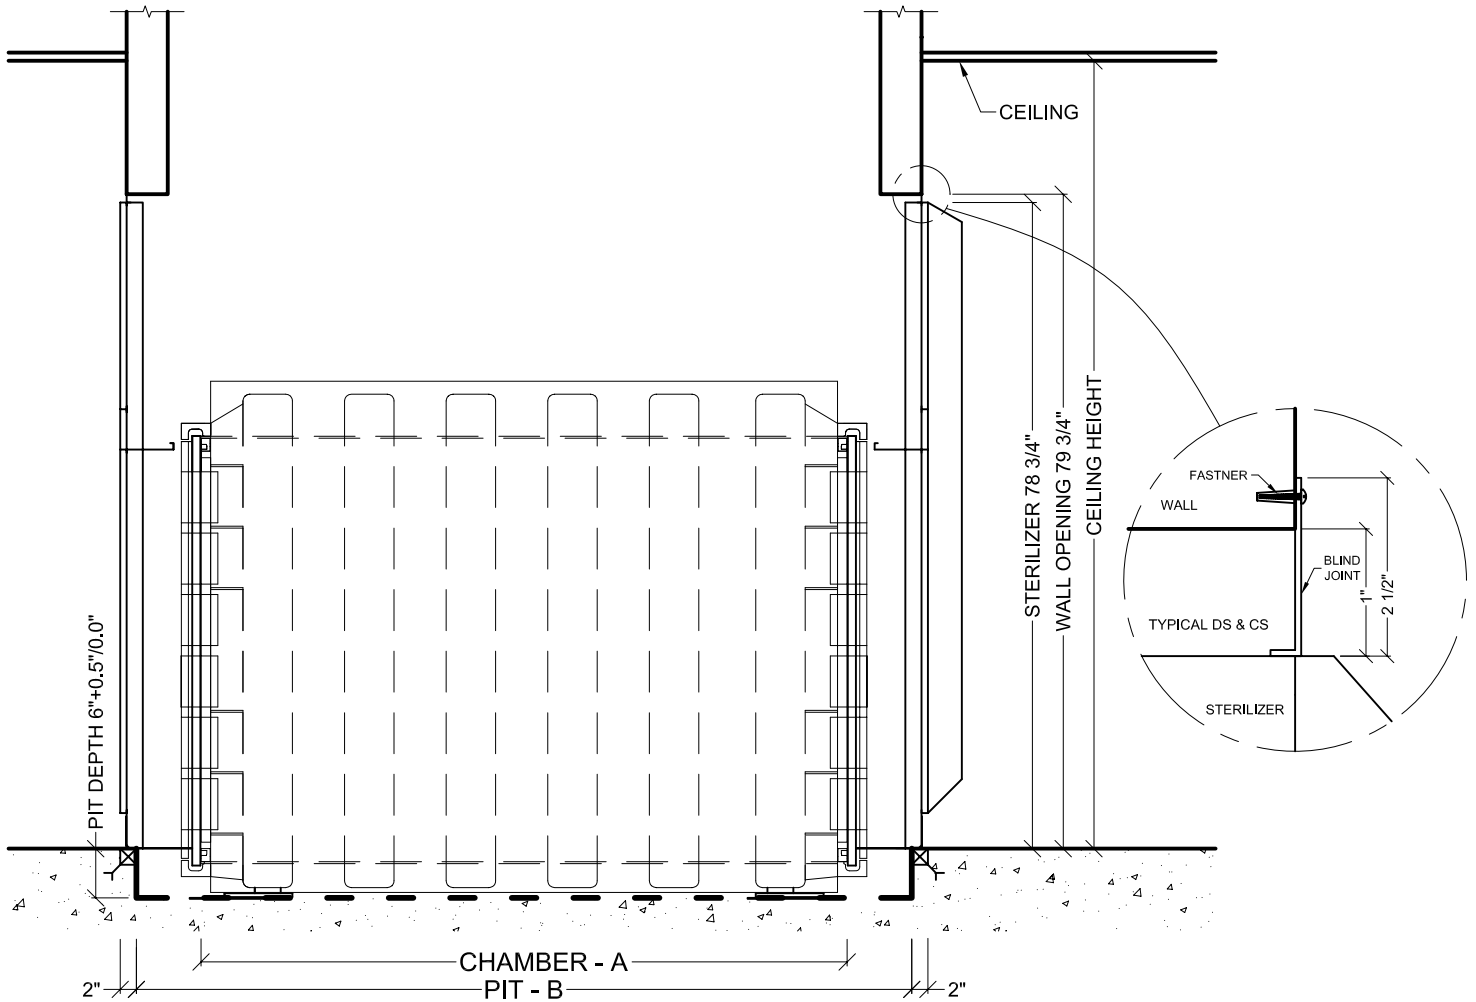 CEILING
STERILIZER 78 3/4"
WALL OPENING 79 3/4"
CEILING HEIGHT
FASTNER
WALL
BLIND
JOINT
1"
2 1/2"
TYPICAL DS & CS
STERILIZER
PIT DEPTH 6"+0.5"/0.0"
CHAMBER - A
2"
PIT - B
2"